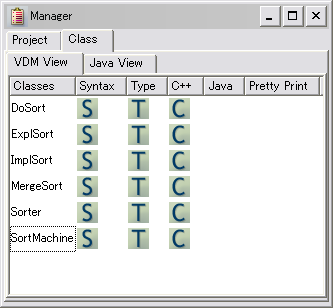 Manager
Project Class
VDM View Java View
Classes Syntax Type C++ Java Pretty Print
DoSort S T C
ExplSort S T C
ImplSort S T C
MergeSort S T C
Sorter S T C
SortMachine S T C